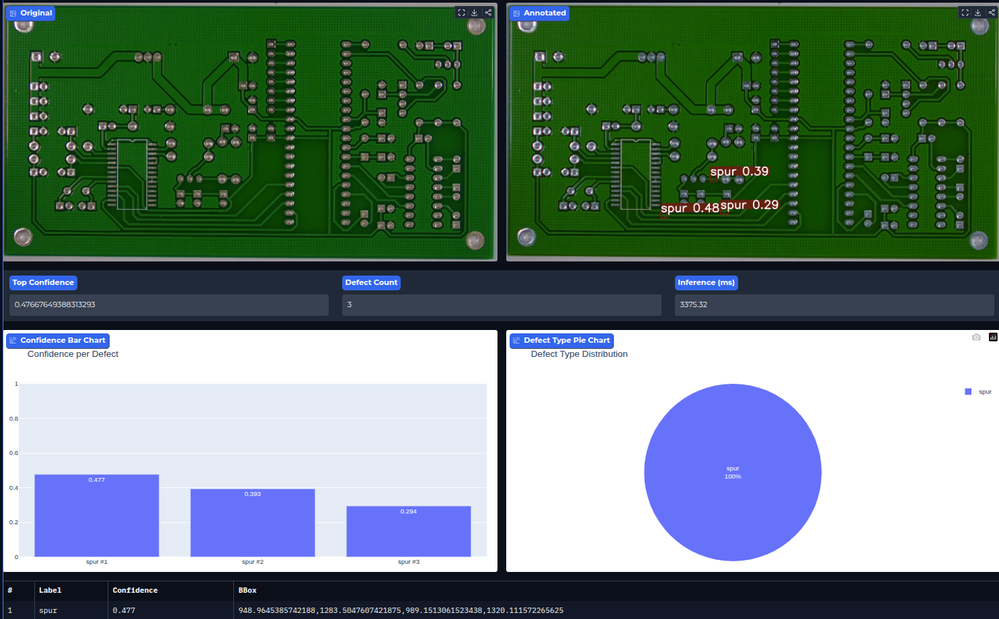 Original
Annotated
spur 0.39
spur 0.48
spur 0.29
Top Confidence
Defect Count
Inference (ms)
0.47667649388313293
3
3375.32
Confidence Bar Chart
Defect Type Pie Chart
Confidence per Defect
Defect Type Distribution
1
0.8
0.6
0.4
0.2
0
0.477
0.393
0.294
spur #1
spur #2
spur #3
spur
spur
100%
# Label Confidence BBox
1 spur 0.477 948.9645385742188,1283.5047607421875,989.1513061523438,1320.111572265625